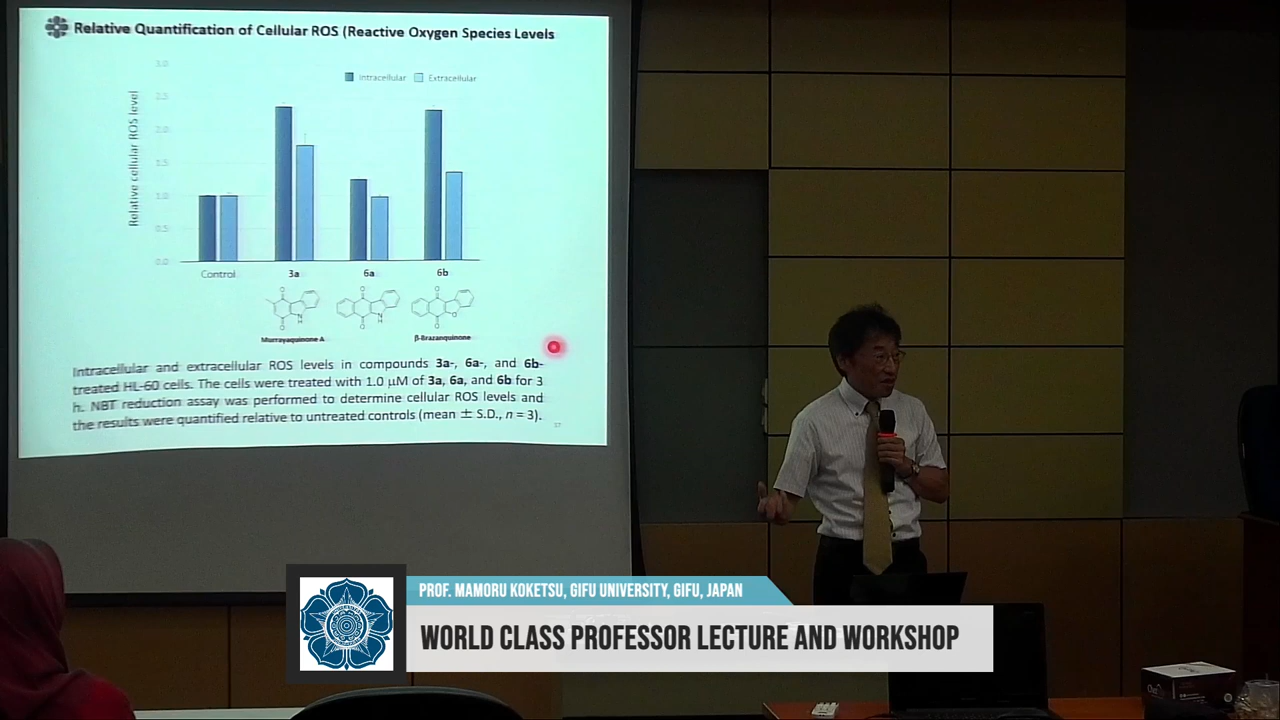 Relative Quantification of Cellular ROS (Reactive Oxygen Species Levels
3.0
2.5
2.0
1.5
1.0
0.5
0.0
Relative cellular ROS level
Intracellular
Extracellular
Control
3a
6a
6b
O
O
N
H
O
O
N
H
O
O
O
Murrayaquinone A
β-Brazanquinone
Intracellular and extracellular ROS levels in compounds 3a-, 6a-, and 6b-
treated HL-60 cells. The cells were treated with 1.0 μM of 3a, 6a, and 6b for 3
h. NBT reduction assay was performed to determine cellular ROS levels and
the results were quantified relative to untreated controls (mean ± S.D., n = 3).
PROF. MAMORU KOKETSU, GIFU UNIVERSITY, GIFU, JAPAN
WORLD CLASS PROFESSOR LECTURE AND WORKSHOP